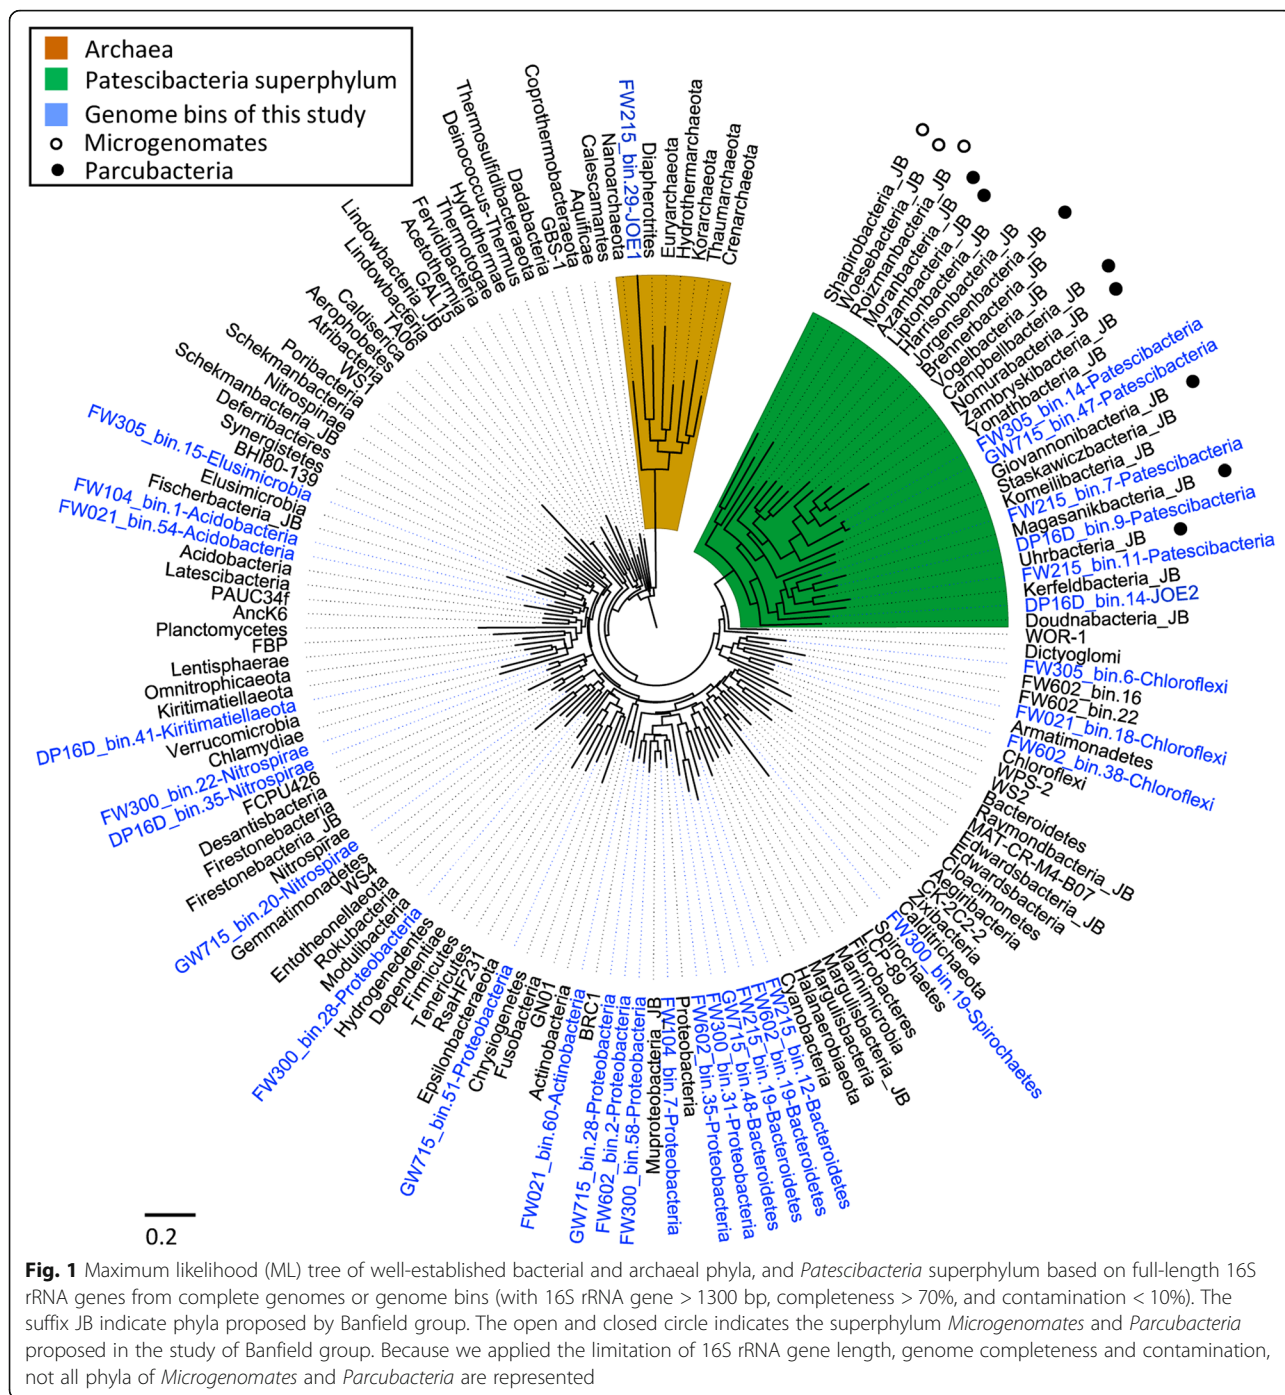 Archaea
Patescibacteria superphylum
Genome bins of this study
Microgenomates
Parcubacteria
FW215_bin.29-JOE1
Diapherotrites
Euryarchaeota
Hydrothermarchaeota
Korarchaeota
Thaumarchaeota
Crenarchaeota
Shapirobacteria_JB
Woesebacteria_JB
Roizmanbacteria_JB
Moranbacteria_JB
Azambacteria_JB
Liptonbacteria_JB
Harrisonbacteria_JB
Jorgensenbacteria_JB
Brennerbacteria_JB
Vogelbacteria_JB
Campbellbacteria_JB
Nomurabacteria_JB
Zambryskibacteria_JB
Yonathbacteria_JB
FW305_bin.14-Patescibacteria
GW715_bin.47-Patescibacteria
Giovannonibacteria_JB
Staskawiczbacteria_JB
Komeilibacteria_JB
FW215_bin.7-Patescibacteria
Magasanikbacteria_JB
DP16D_bin.9-Patescibacteria
Uhrbacteria_JB
FW215_bin.11-Patescibacteria
Kerfeldbacteria_JB
DP16D_bin.14-JOE2
Doudnabacteria_JB
WOR-1
Dictyoglomi
FW305_bin.6-Chloroflexi
FW602_bin.16
FW602_bin.22
FW021_bin.18-Chloroflexi
Armatimonadetes
FW602_bin.38-Chloroflexi
Chloroflexi
WPS-2
WS2
Bacteroidetes
Raymondbacteria_JB
MAT-CR-M4-B07
Edwardsbacteria_JB
Edwardsbacteria
Cloacimonetes
Aegiribacteria
CK-2C2-2
Zixibacteria
Calditrichaeota
FW300_bin.19-Spirochaetes
Spirochaetes
CP-89
Fibrobacteres
Marinimicrobia
Margulisbacteria_JB
Margulisbacteria
Halanaerobiaeota
Cyanobacteria
FW215_bin.12-Bacteroidetes
FW602_bin.19-Bacteroidetes
FW215_bin.19-Bacteroidetes
GW715_bin.48-Bacteroidetes
FW300_bin.31-Proteobacteria
FW602_bin.35-Proteobacteria
Proteobacteria
FW104_bin.7-Proteobacteria
Muproteobacteria_JB
FW300_bin.58-Proteobacteria
FW602_bin.2-Proteobacteria
GW715_bin.28-Proteobacteria
BRC1
FW021_bin.60-Actinobacteria
Actinobacteria
GN01
Fusobacteria
Chrysiogenetes
GW715_bin.51-Proteobacteria
Epsilonbacteraeota
RsaHF231
Tenericutes
Firmicutes
Dependentiae
Hydrogenedentes
FW300_bin.28-Proteobacteria
Modulibacteria
Rokubacteria
Entotheonellaeota
WS4
Gemmatimonadetes
GW715_bin.20-Nitrospirae
Nitrospirae
Firestonebacteria_JB
Firestonebacteria
Desantisbacteria
FCPU426
DP16D_bin.35-Nitrospirae
FW300_bin.22-Nitrospirae
Chlamydiae
Verrucomicrobia
DP16D_bin.41-Kiritimatiellaeota
Kiritimatiellaeota
Omnitrophicaeota
Lentisphaerae
FBP
Planctomycetes
AncK6
PAUC34f
Latescibacteria
Acidobacteria
FW021_bin.54-Acidobacteria
FW104_bin.1-Acidobacteria
Fischerbacteria_JB
Elusimicrobia
FW305_bin.15-Elusimicrobia
BHI80-139
Synergistetes
Deferribacteres
Schekmanbacteria_JB
Nitrospinae
Schekmanbacteria
Poribacteria
WS1
Atribacteria
Aerophobetes
Caldiserica
TA06
Lindowbacteria
Lindowbacteria_JB
GAL13
Acetothermia
Fervidibacteria
Thermotogae
Hydrothermae
Deinococcus-Thermus
Thermosulfidibacteraeota
Dadabacteria
GBS-1
Coprothermobacteraeota
Aquificae
Calescamantes
Nanoarchaeota
0.2
Fig. 1 Maximum likelihood (ML) tree of well-established bacterial and archaeal phyla, and Patescibacteria superphylum based on full-length 16S
rRNA genes from complete genomes or genome bins (with 16S rRNA gene > 1300 bp, completeness > 70%, and contamination < 10%). The
suffix JB indicate phyla proposed by Banfield group. The open and closed circle indicates the superphylum Microgenomates and Parcubacteria
proposed in the study of Banfield group. Because we applied the limitation of 16S rRNA gene length, genome completeness and contamination,
not all phyla of Microgenomates and Parcubacteria are represented